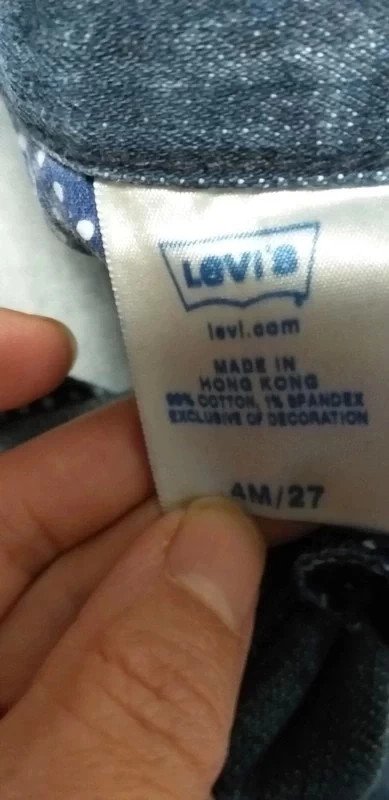 Levi's
levi.com
MADE IN
HONG KONG
99% COTTON, 1% SPANDEX
EXCLUSIVE OF DECORATION
4M/27